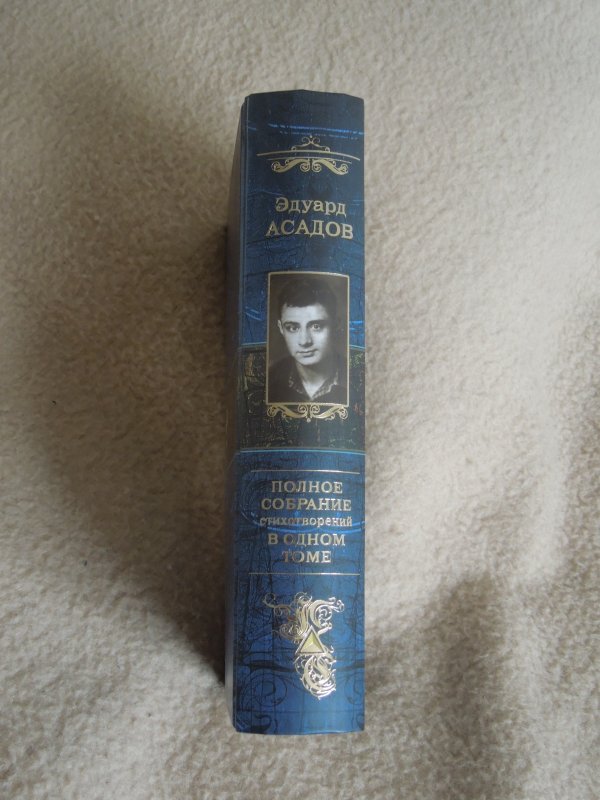 Эдуард
АСАДОВ
ПОЛНОЕ
СОБРАНИЕ
стихотворений
В ОДНОМ
ТОМЕ